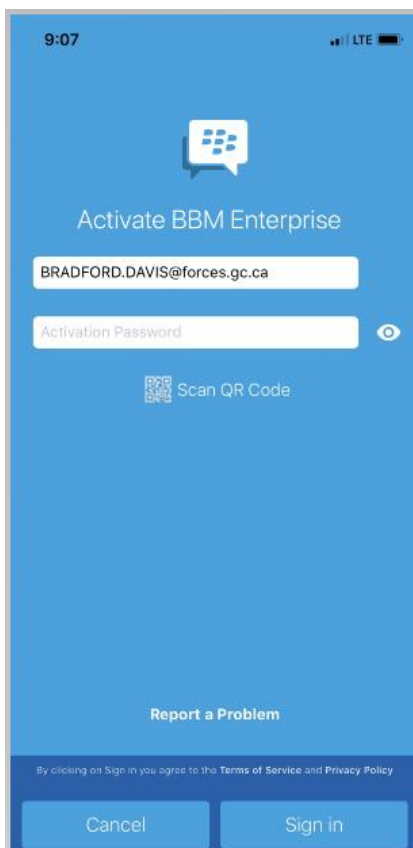 9:07 LTE
Activate BBM Enterprise
BRADFORD.DAVIS@forces.gc.ca
Activation Password
Scan QR Code
Report a Problem
By clicking on Sign in you agree to the Terms of Service and Privacy Policy
Cancel Sign in